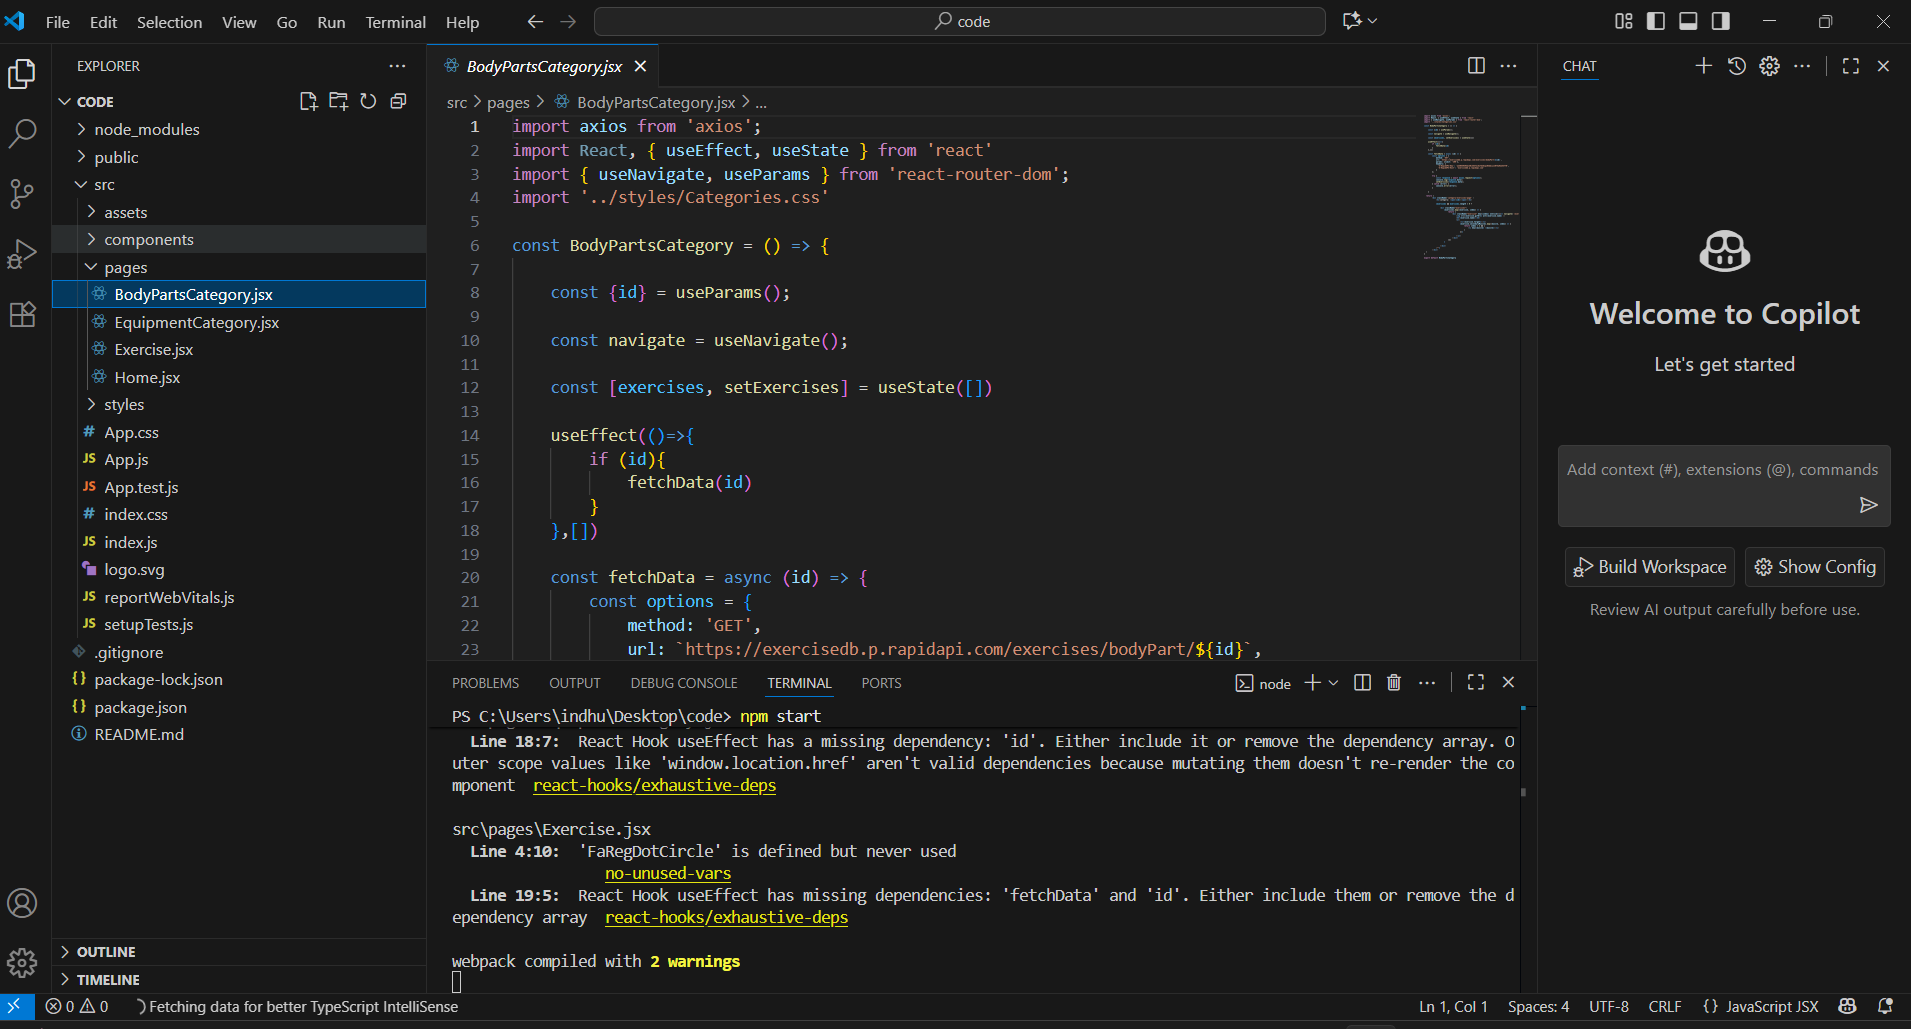 File Edit Selection View Go Run Terminal Help
code
EXPLORER
CODE
node_modules
public
src
assets
components
pages
BodyPartsCategory.jsx
EquipmentCategory.jsx
Exercise.jsx
Home.jsx
styles
# App.css
JS App.js
JS App.test.js
# index.css
JS index.js
logo.svg
JS reportWebVitals.js
JS setupTests.js
.gitignore
{} package-lock.json
{} package.json
README.md
OUTLINE
TIMELINE
BodyPartsCategory.jsx
src > pages > BodyPartsCategory.jsx > ...
1 import axios from 'axios';
2 import React, { useEffect, useState } from 'react'
3 import { useNavigate, useParams } from 'react-router-dom';
4 import '../styles/Categories.css'
5
6 const BodyPartsCategory = () => {
7
8 const {id} = useParams();
9
10 const navigate = useNavigate();
11
12 const [exercises, setExercises] = useState([])
13
14 useEffect(()=>{
15 if (id){
16 fetchData(id)
17 }
18 },[])
19
20 const fetchData = async (id) => {
21 const options = {
22 method: 'GET',
23 url: `https://exercisedb.p.rapidapi.com/exercises/bodyPart/${id}`,
PROBLEMS OUTPUT DEBUG CONSOLE TERMINAL PORTS
node
PS C:\Users\indhu\Desktop\code> npm start
Line 18:7: React Hook useEffect has a missing dependency: 'id'. Either include it or remove the dependency array. O
uter scope values like 'window.location.href' aren't valid dependencies because mutating them doesn't re-render the co
mponent react-hooks/exhaustive-deps
src\pages\Exercise.jsx
Line 4:10: 'FaRegDotCircle' is defined but never used
no-unused-vars
Line 19:5: React Hook useEffect has missing dependencies: 'fetchData' and 'id'. Either include them or remove the d
ependency array react-hooks/exhaustive-deps
webpack compiled with 2 warnings
CHAT
Welcome to Copilot
Let's get started
Add context (#), extensions (@), commands
Build Workspace
Show Config
Review AI output carefully before use.
0 0 Fetching data for better TypeScript IntelliSense
Ln 1, Col 1 Spaces: 4 UTF-8 CRLF {} JavaScript JSX